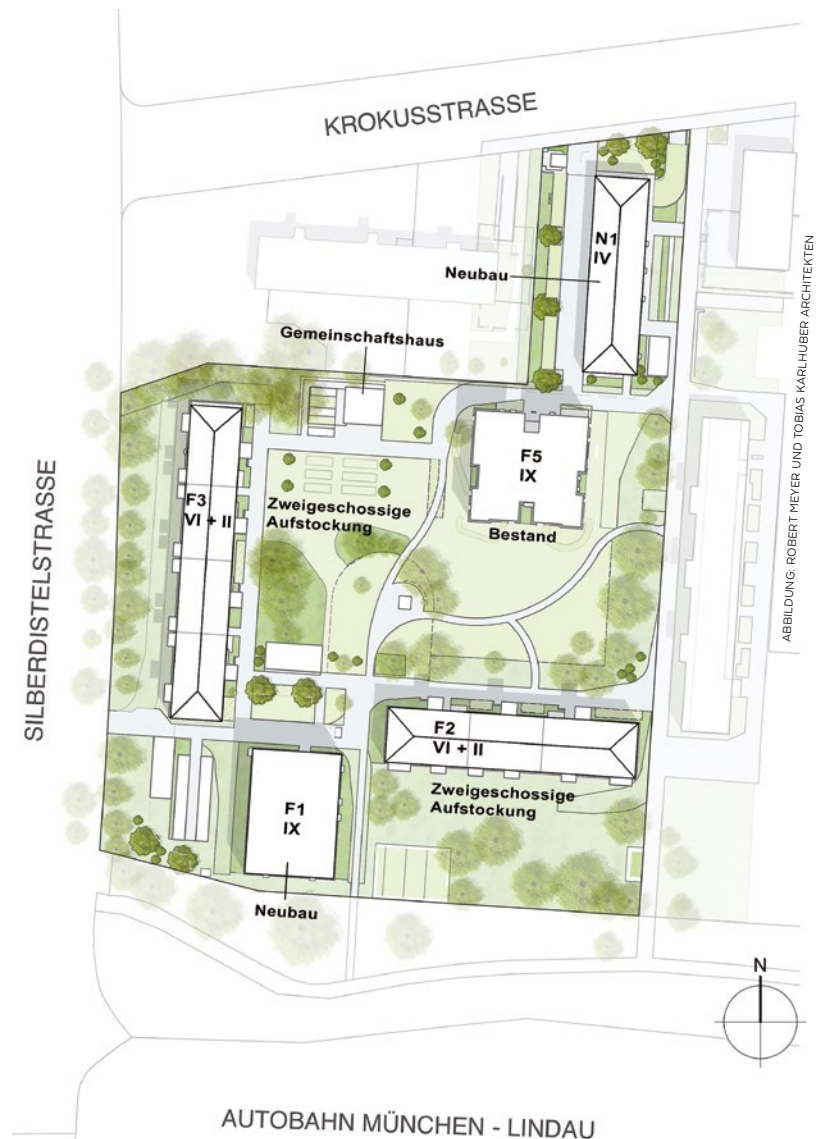 KROKUSSTRASSE
N1
IV
Neubau
Gemeinschaftshaus
F5
IX
Bestand
F3
VI + II
Zweigeschossige
Aufstockung
SILBERDISTELSTRASSE
F2
VI + II
Zweigeschossige
Aufstockung
F1
IX
Neubau
N
AUTOBAHN MÜNCHEN - LINDAU
ABBILDUNG: ROBERT MEYER UND TOBIAS KARLHUBER ARCHITEKTEN